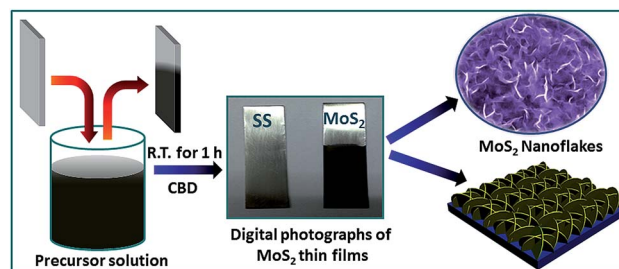 R.T. for 1 h
CBD
Precursor solution
SS
MoS₂
Digital photographs of
MoS₂ thin films
MoS₂ Nanoflakes